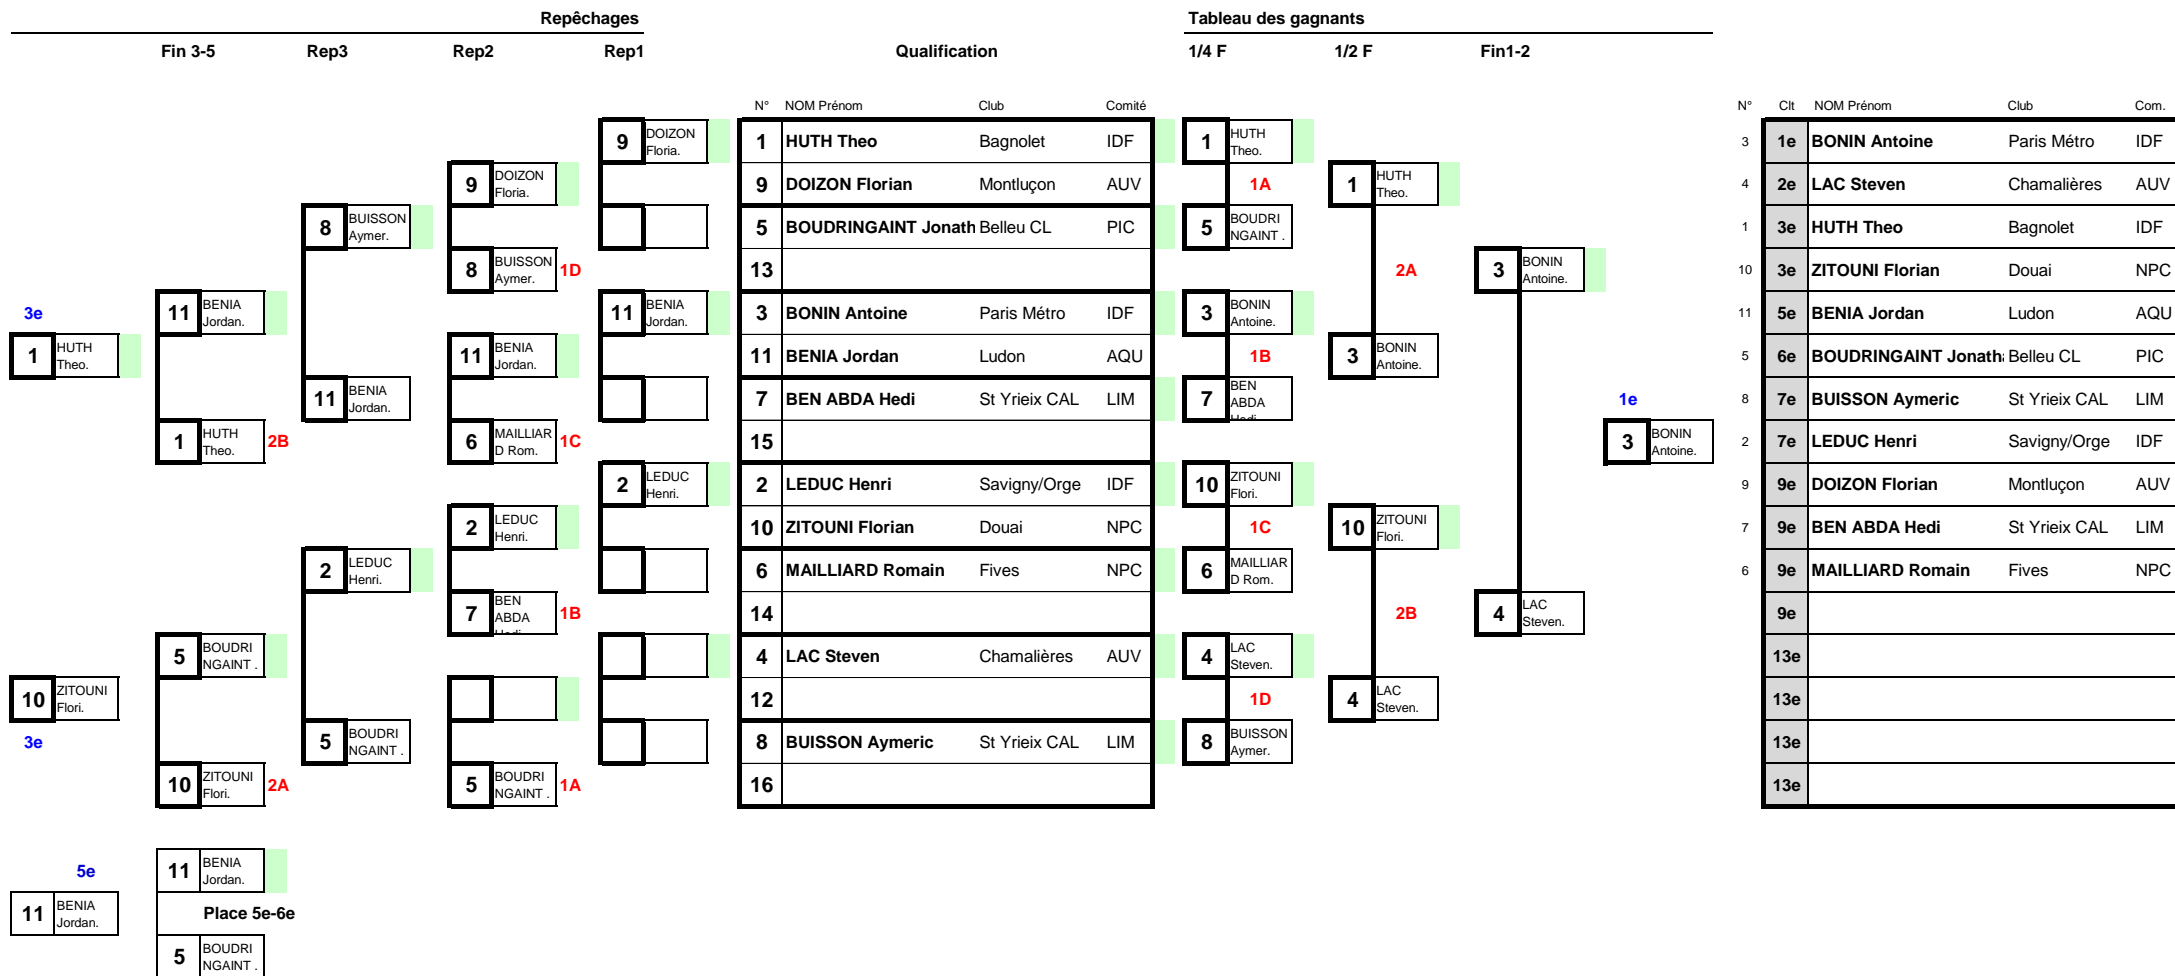 Repêchages
Tableau des gagnants
Fin 3-5 Rep3 Rep2 Rep1 Qualification 1/4 F 1/2 F Fin1-2
N° NOM Prénom Club Comité
N° Clt NOM Prénom Club Com.
9 DOIZON Floria.
1 HUTH Theo Bagnolet IDF
1 HUTH Theo.
3 1e BONIN Antoine Paris Métro IDF
9 DOIZON Floria.
9 DOIZON Florian Montluçon AUV
1A
1 HUTH Theo.
4 2e LAC Steven Chamalières AUV
8 BUISSON Aymer.
5 BOUDRINGAINT Jonath Belleu CL PIC
5 BOUDRI NGAINT .
1 3e HUTH Theo Bagnolet IDF
8 BUISSON Aymer. 1D
13
2A
3 BONIN Antoine.
10 3e ZITOUNI Florian Douai NPC
3e
11 BENIA Jordan.
11 BENIA Jordan.
3 BONIN Antoine Paris Métro IDF
3 BONIN Antoine.
11 5e BENIA Jordan Ludon AQU
1 HUTH Theo.
11 BENIA Jordan.
11 BENIA Jordan Ludon AQU
1B
3 BONIN Antoine.
5 6e BOUDRINGAINT Jonath Belleu CL PIC
11 BENIA Jordan.
7 BEN ABDA Hedi St Yrieix CAL LIM
7 BEN ABDA
1e
8 7e BUISSON Aymeric St Yrieix CAL LIM
1 HUTH Theo. 2B
6 MAILLIAR D Rom. 1C
15
3 BONIN Antoine.
2 7e LEDUC Henri Savigny/Orge IDF
2 LEDUC Henri.
2 LEDUC Henri Savigny/Orge IDF
10 ZITOUNI Flori.
9 9e DOIZON Florian Montluçon AUV
2 LEDUC Henri.
10 ZITOUNI Florian Douai NPC
1C
10 ZITOUNI Flori.
7 9e BEN ABDA Hedi St Yrieix CAL LIM
2 LEDUC Henri.
6 MAILLIARD Romain Fives NPC
6 MAILLIAR D Rom.
6 9e MAILLIARD Romain Fives NPC
7 BEN ABDA 1B
14
2B
4 LAC Steven.
9e
5 BOUDRI NGAINT .
4 LAC Steven Chamalières AUV
4 LAC Steven.
13e
10 ZITOUNI Flori.
12
1D
4 LAC Steven.
13e
3e
5 BOUDRI NGAINT .
8 BUISSON Aymeric St Yrieix CAL LIM
8 BUISSON Aymer.
13e
10 ZITOUNI Flori. 2A
5 BOUDRI NGAINT . 1A
16
13e
5e
11 BENIA Jordan.
11 BENIA Jordan.
Place 5e-6e
5 BOUDRI NGAINT .